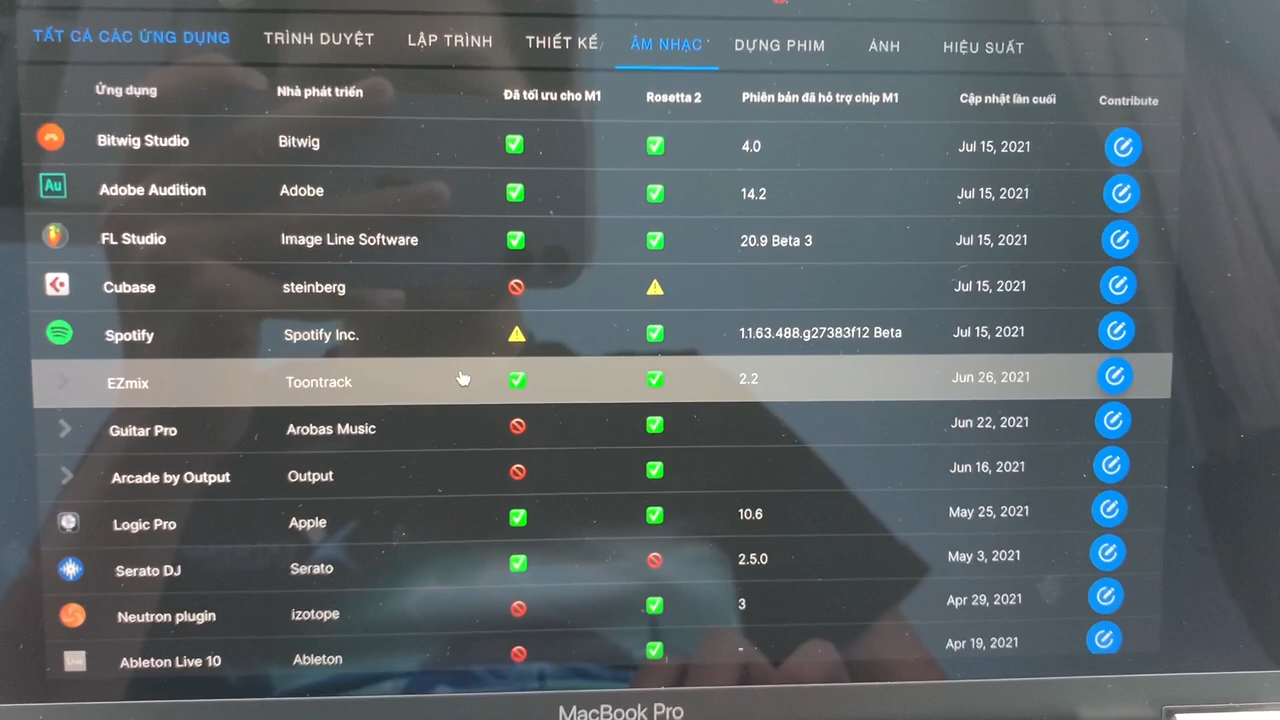 TẤT CẢ CÁC ỨNG DỤNG TRÌNH DUYỆT LẬP TRÌNH THIẾT KẾ ÂM NHẠC DỰNG PHIM ẢNH HIỆU SUẤT
Ứng dụng Nhà phát triển Đã tối ưu cho M1 Rosetta 2 Phiên bản đã hỗ trợ chip M1 Cập nhật lần cuối Contribute
Bitwig Studio Bitwig ✅ ✅ 4.0 Jul 15, 2021
Au Adobe Audition Adobe ✅ ✅ 14.2 Jul 15, 2021
FL Studio Image Line Software ✅ ✅ 20.9 Beta 3 Jul 15, 2021
Cubase steinberg 🚫 ⚠️ Jul 15, 2021
Spotify Spotify Inc. ⚠️ ✅ 1.1.63.488.g27383f12 Beta Jul 15, 2021
EZmix Toontrack ✅ ✅ 2.2 Jun 26, 2021
Guitar Pro Arobas Music 🚫 ✅ Jun 22, 2021
Arcade by Output Output 🚫 ✅ Jun 16, 2021
Logic Pro Apple ✅ ✅ 10.6 May 25, 2021
Serato DJ Serato ✅ 🚫 2.5.0 May 3, 2021
Neutron plugin izotope 🚫 ✅ 3 Apr 29, 2021
Live Ableton Live 10 Ableton 🚫 ✅ - Apr 19, 2021
MacBook Pro